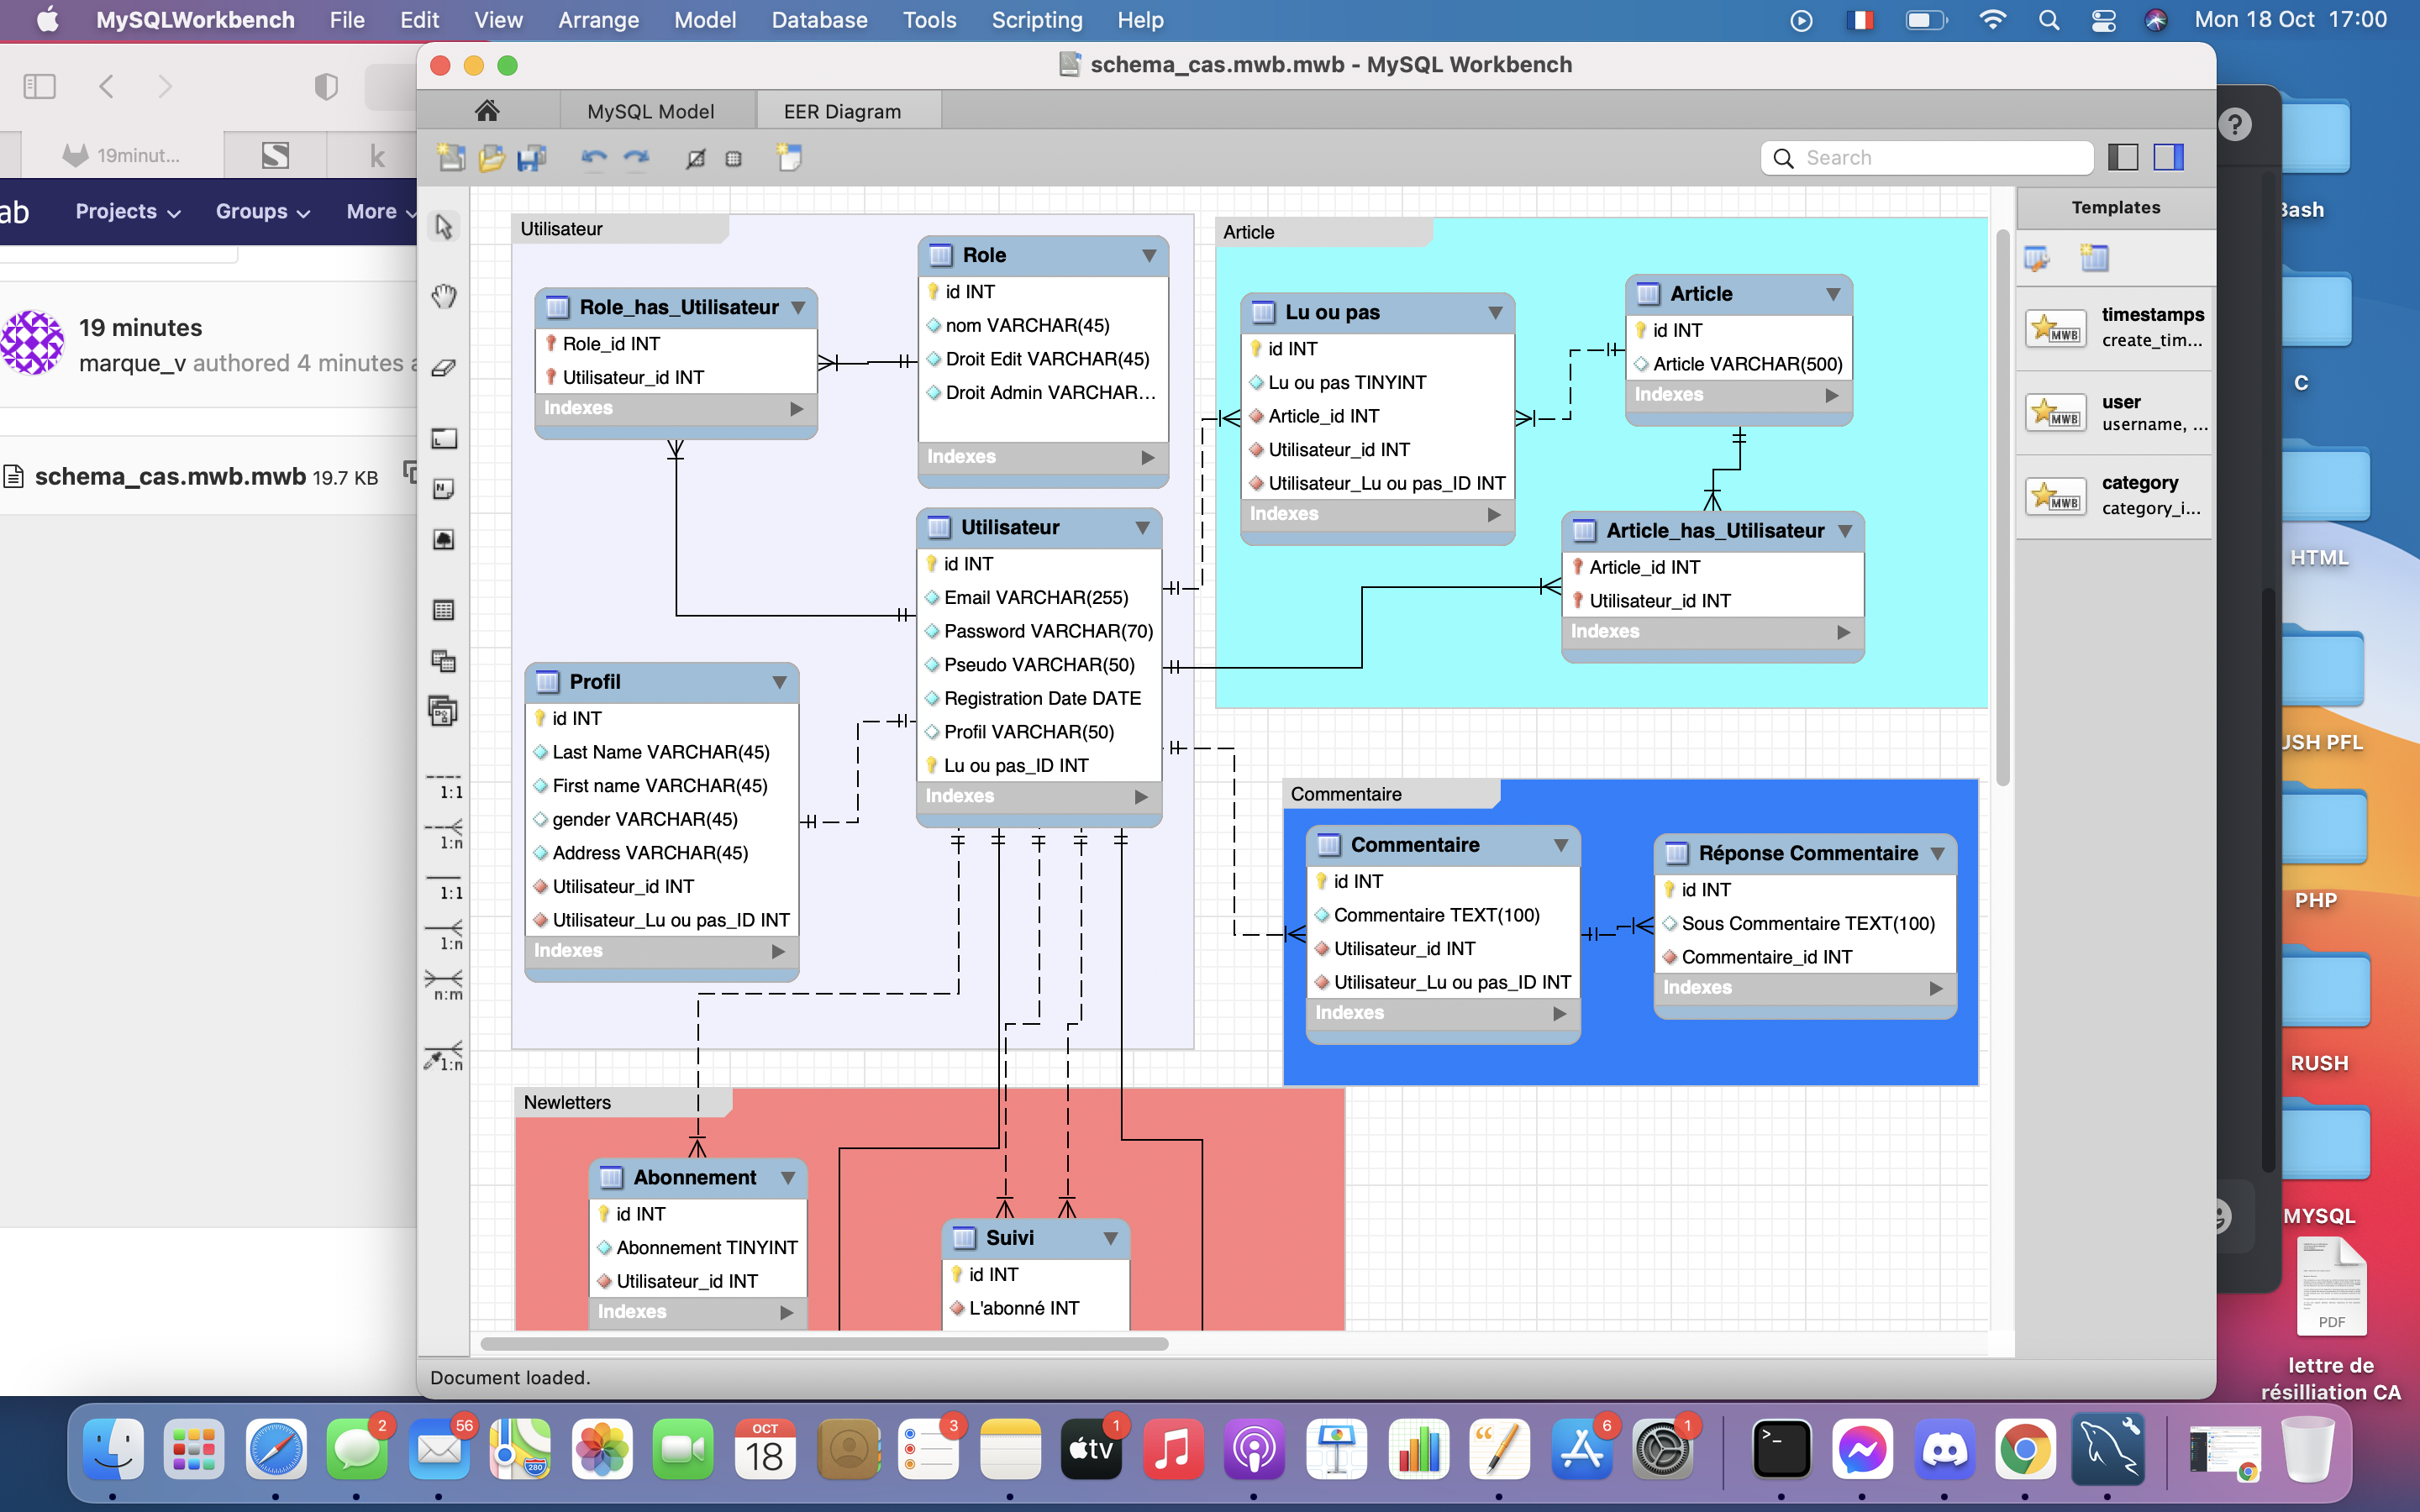 MySQLWorkbench File Edit View Arrange Model Database Tools Scripting Help Mon 18 Oct 17:00
schema_cas.mwb.mwb - MySQL Workbench
MySQL Model EER Diagram
19minut... k
Search
ab Projects Groups More
19 minutes
marque_v authored 4 minutes a
schema_cas.mwb.mwb 19.7 KB
Utilisateur
Role_has_Utilisateur
Role_id INT
Utilisateur_id INT
Indexes
Role
id INT
nom VARCHAR(45)
Droit Edit VARCHAR(45)
Droit Admin VARCHAR...
Indexes
Utilisateur
id INT
Email VARCHAR(255)
Password VARCHAR(70)
Pseudo VARCHAR(50)
Registration Date DATE
Profil VARCHAR(50)
Lu ou pas_ID INT
Indexes
Profil
id INT
Last Name VARCHAR(45)
First name VARCHAR(45)
gender VARCHAR(45)
Address VARCHAR(45)
Utilisateur_id INT
Utilisateur_Lu ou pas_ID INT
Indexes
Article
Lu ou pas
id INT
Lu ou pas TINYINT
Article_id INT
Utilisateur_id INT
Utilisateur_Lu ou pas_ID INT
Indexes
Article
id INT
Article VARCHAR(500)
Indexes
Article_has_Utilisateur
Article_id INT
Utilisateur_id INT
Indexes
Commentaire
Commentaire
id INT
Commentaire TEXT(100)
Utilisateur_id INT
Utilisateur_Lu ou pas_ID INT
Indexes
Réponse Commentaire
id INT
Sous Commentaire TEXT(100)
Commentaire_id INT
Indexes
Newletters
Abonnement
id INT
Abonnement TINYINT
Utilisateur_id INT
Indexes
Suivi
id INT
L'abonné INT
1:1
1:n
1:1
1:n
n:m
1:n
Templates
MWB
timestamps
create_tim...
MWB
user
username, ...
MWB
category
category_i...
Document loaded.
?
Bash
C
HTML
USH PFL
PHP
RUSH
MYSQL
PDF
lettre de
résilliation CA
2 56 280 OCT 18 3 tv 1 6 1 >_